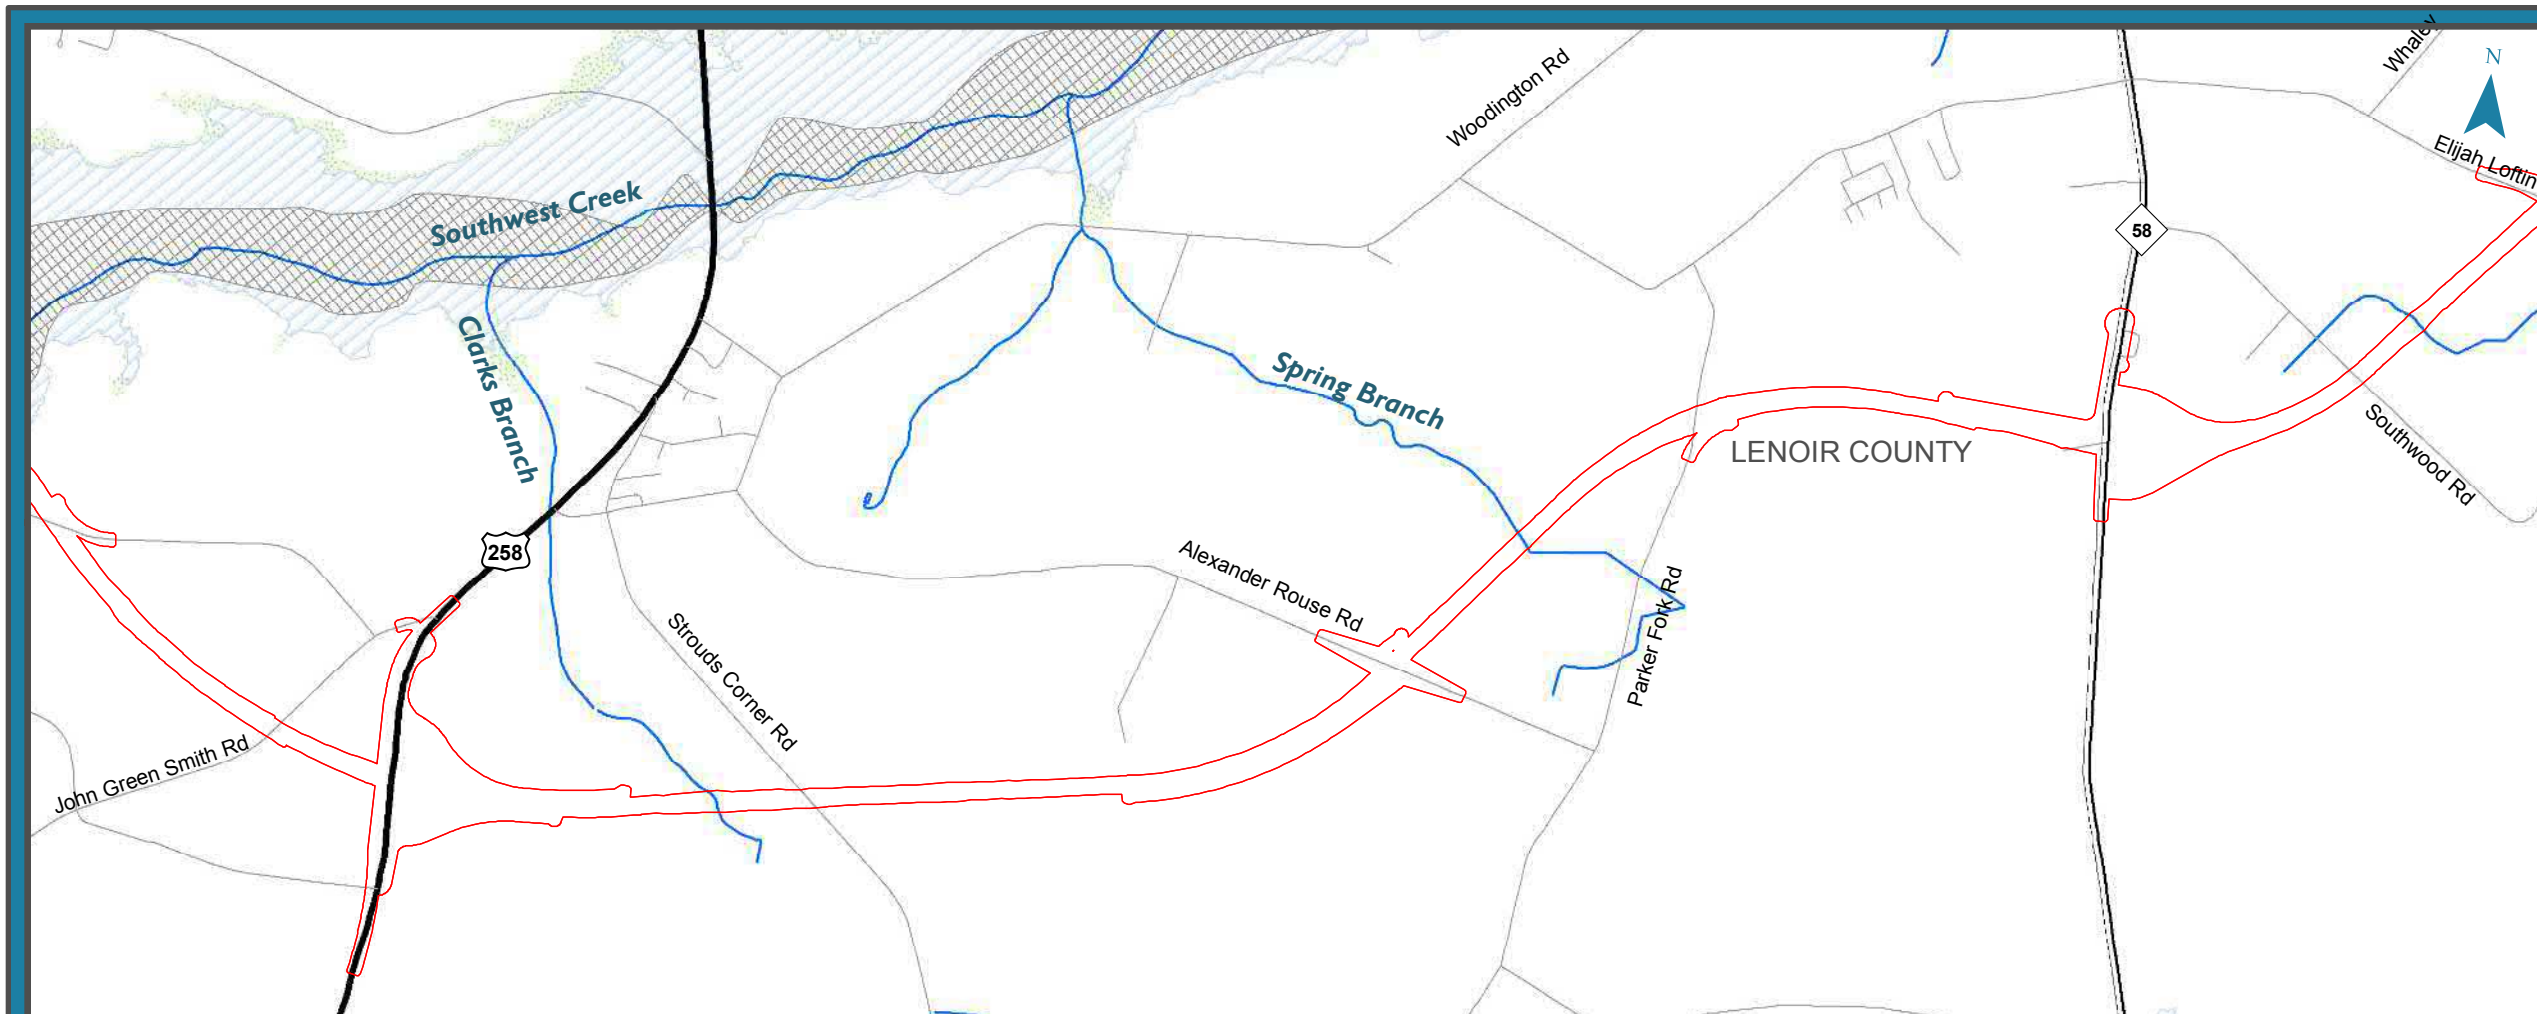 Whaley
N
Woodington Rd
Elijah Loftin
Southwest Creek
58
Clarks Branch
Spring Branch
Southwood Rd
LENOIR COUNTY
258
Alexander Rouse Rd
Parker Fork Rd
Strouds Corner Rd
John Green Smith Rd